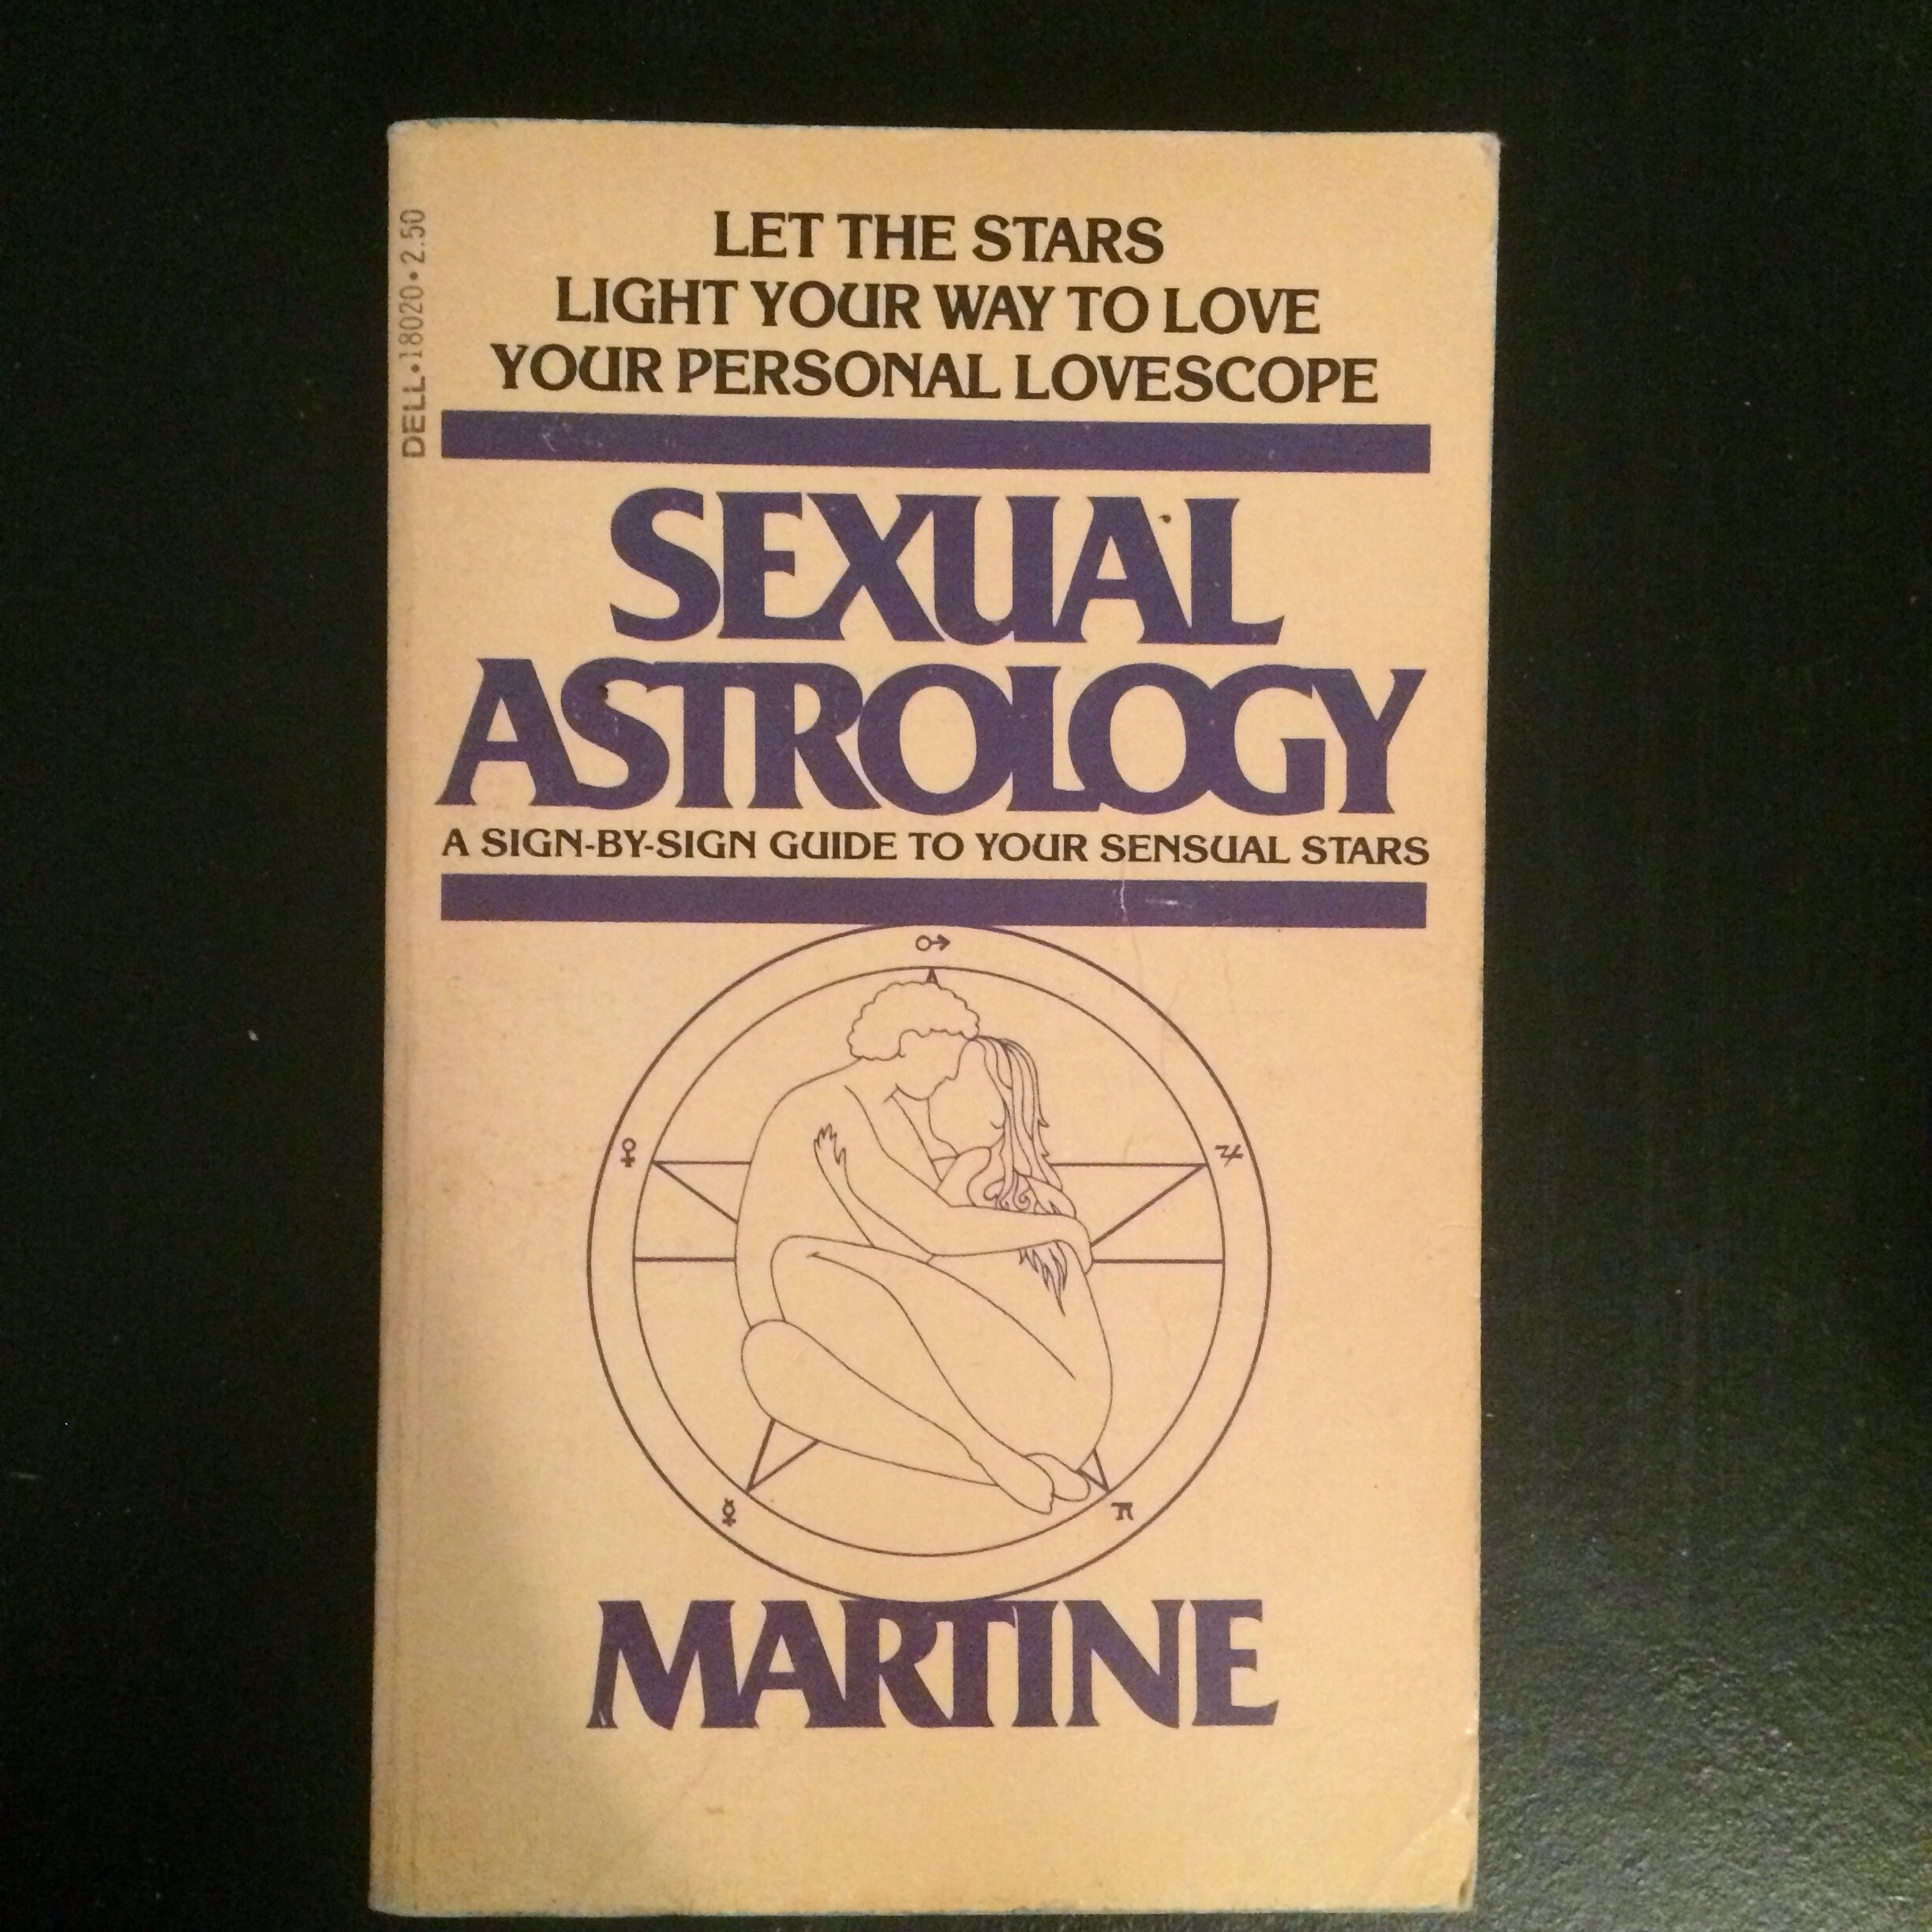 DELL • 18020 • 2.50
LET THE STARS
LIGHT YOUR WAY TO LOVE
YOUR PERSONAL LOVESCOPE
SEXUAL
ASTROLOGY
A SIGN-BY-SIGN GUIDE TO YOUR SENSUAL STARS
MARTINE